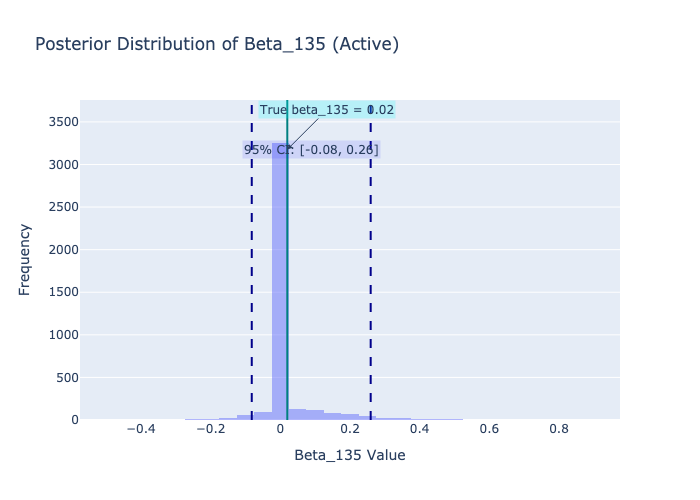 Posterior Distribution of Beta_135 (Active)
True beta_135 = 0.02
95% CI: [-0.08, 0.26]
3500
3000
2500
2000
1500
1000
500
0
Frequency
−0.4 −0.2 0 0.2 0.4 0.6 0.8
Beta_135 Value